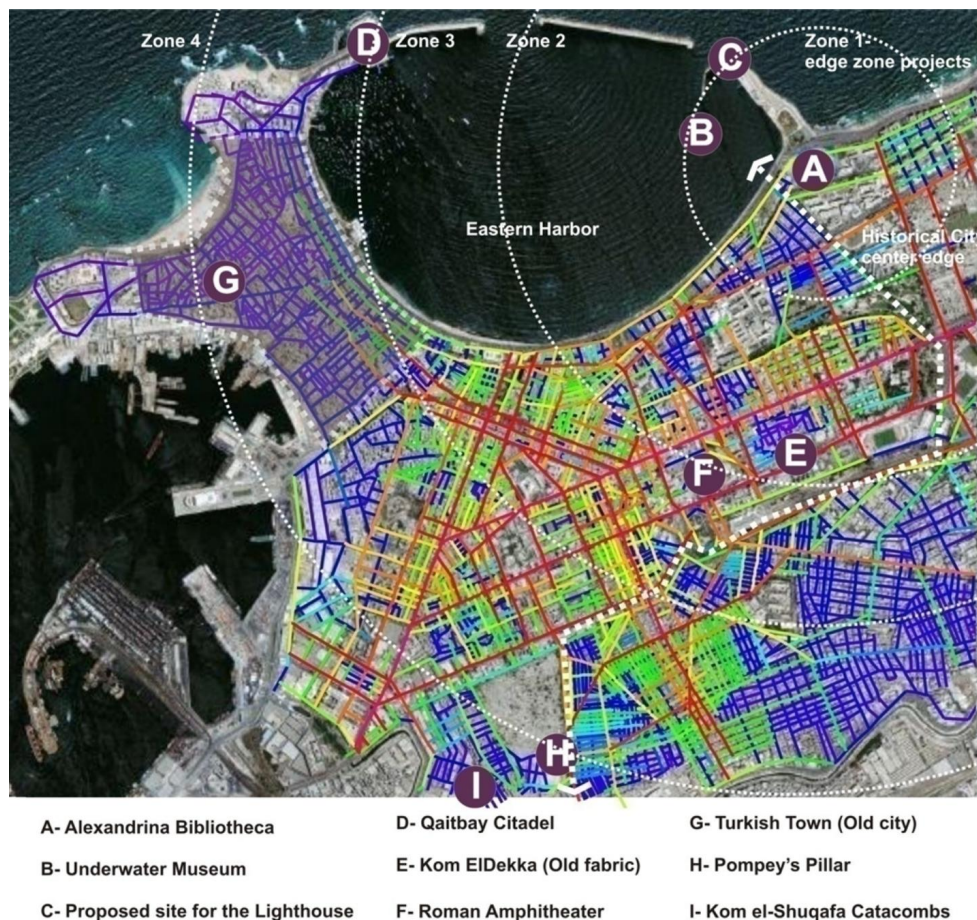 Zone 4
Zone 3
Zone 2
Zone 1-
edge zone projects
D
C
B
A
Eastern Harbor
Historical City
center edge
G
E
F
H
I
A- Alexandrina Bibliotheca
B- Underwater Museum
C- Proposed site for the Lighthouse
D- Qaitbay Citadel
E- Kom ElDekka (Old fabric)
F- Roman Amphitheater
G- Turkish Town (Old city)
H- Pompey's Pillar
I- Kom el-Shuqafa Catacombs